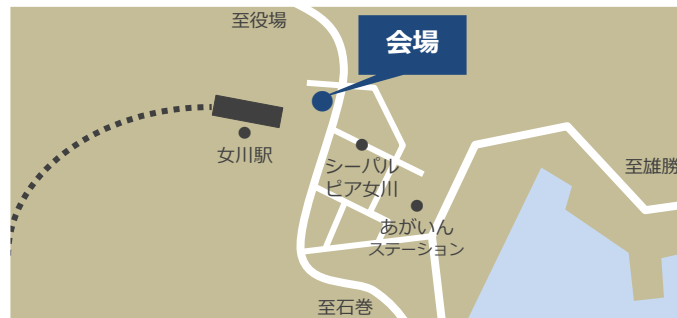 至役場
会場
女川駅
シーパル
ピア女川
至雄勝
あがいん
ステーション
至石巻